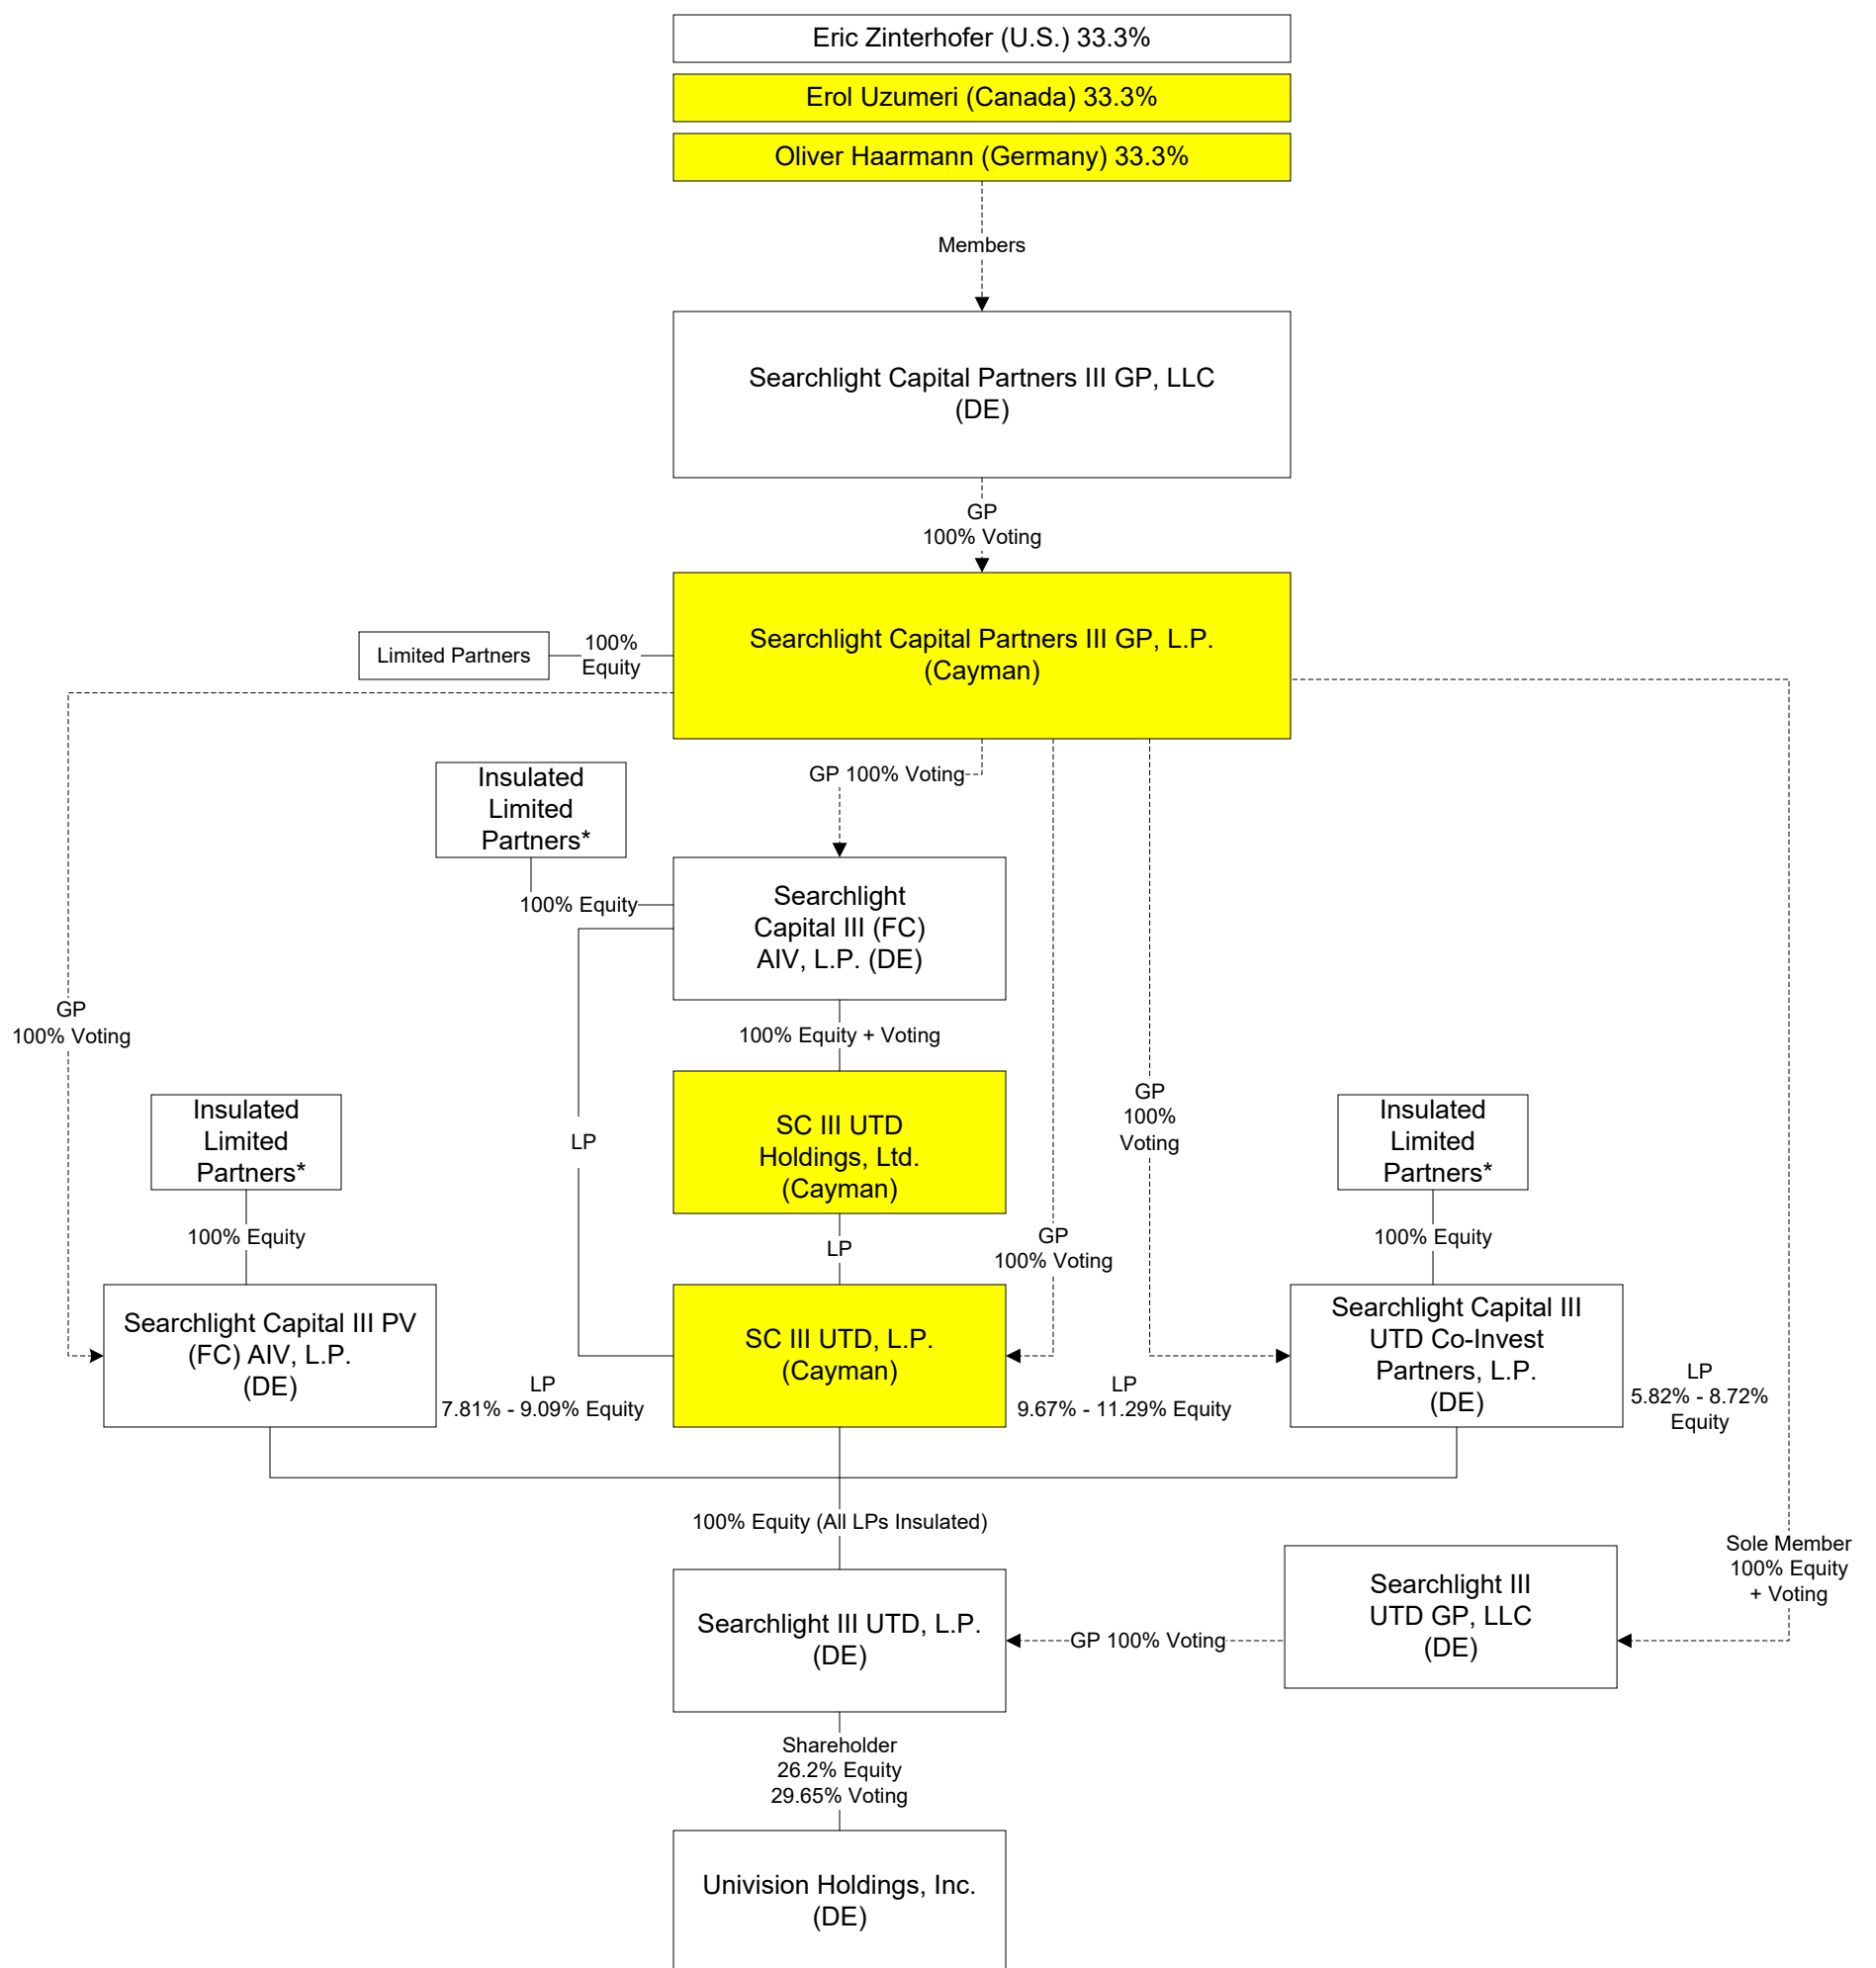 Eric Zinterhofer (U.S.) 33.3%
Erol Uzumeri (Canada) 33.3%
Oliver Haarmann (Germany) 33.3%
Members
Searchlight Capital Partners III GP, LLC
(DE)
GP
100% Voting
Searchlight Capital Partners III GP, L.P.
(Cayman)
Limited Partners
100%
Equity
GP 100% Voting
Insulated
Limited
Partners*
100% Equity
Searchlight
Capital III (FC)
AIV, L.P. (DE)
GP
100% Voting
100% Equity + Voting
LP
SC III UTD
Holdings, Ltd.
(Cayman)
GP
100%
Voting
Insulated
Limited
Partners*
100% Equity
Insulated
Limited
Partners*
100% Equity
LP
GP
100% Voting
Searchlight Capital III PV
(FC) AIV, L.P.
(DE)
LP
7.81% - 9.09% Equity
SC III UTD, L.P.
(Cayman)
LP
9.67% - 11.29% Equity
Searchlight Capital III
UTD Co-Invest
Partners, L.P.
(DE)
LP
5.82% - 8.72%
Equity
100% Equity (All LPs Insulated)
Sole Member
100% Equity
+ Voting
Searchlight III UTD, L.P.
(DE)
GP 100% Voting
Searchlight III
UTD GP, LLC
(DE)
Shareholder
26.2% Equity
29.65% Voting
Univision Holdings, Inc.
(DE)